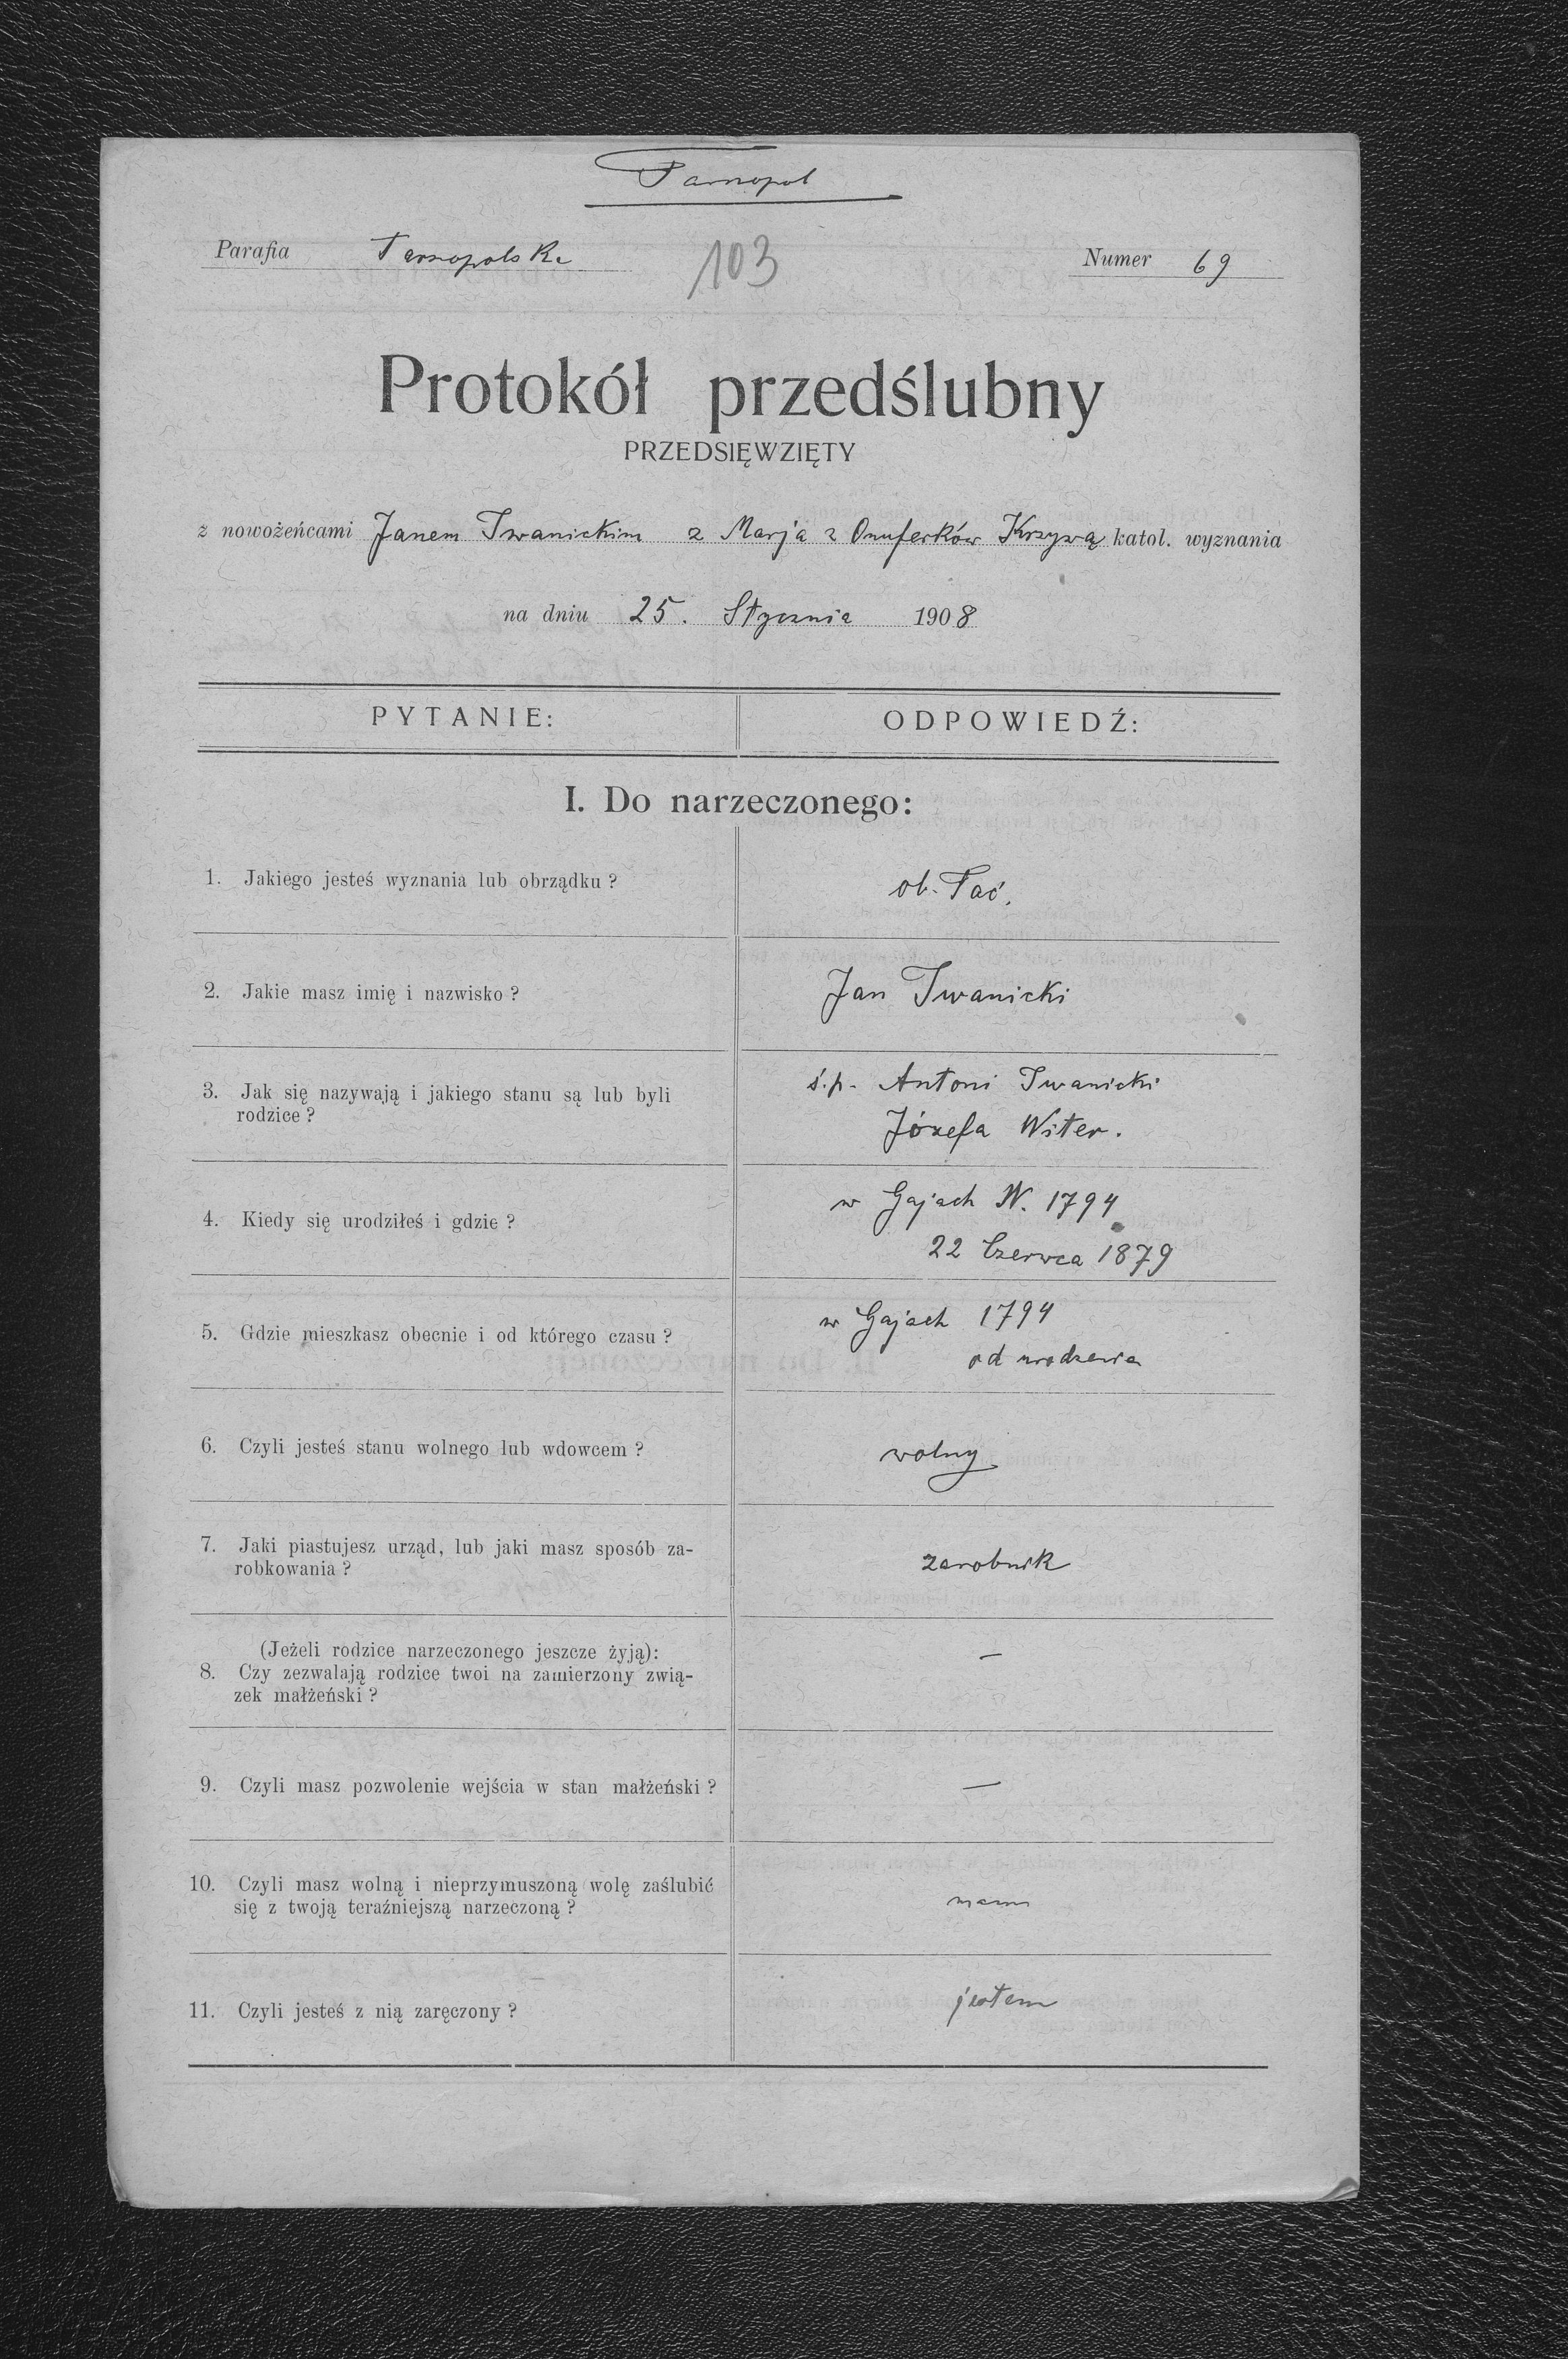 Tarnopol
Parafia Tarnopolska 103 Numer 69
Protokół przedślubny
PRZEDSIĘWZIĘTY
z nowożeńcami Janem Iwanickim z Marją z Onuferków Krzywą katol. wyznania
na dniu 25. Stycznia 1908
PYTANIE: ODPOWIEDŹ:
I. Do narzeczonego:
1. Jakiego jesteś wyznania lub obrządku? ob. łać.
2. Jakie masz imię i nazwisko? Jan Iwanicki
3. Jak się nazywają i jakiego stanu są lub byli
rodzice?
ś.p. Antoni Iwanicki
Józefa Witer.
4. Kiedy się urodziłeś i gdzie?
w Gajach N. 1794
22 Czerwca 1879
5. Gdzie mieszkasz obecnie i od którego czasu?
w Gajach 1794
od urodzenia
6. Czyli jesteś stanu wolnego lub wdowcem? wolny
7. Jaki piastujesz urząd, lub jaki masz sposób za-
robkowania?
zarobnik
(Jeżeli rodzice narzeczonego jeszcze żyją):
8. Czy zezwalają rodzice twoi na zamierzony zwią-
zek małżeński?
—
9. Czyli masz pozwolenie wejścia w stan małżeński? —
10. Czyli masz wolną i nieprzymuszoną wolę zaślubić
się z twoją teraźniejszą narzeczoną?
mam
11. Czyli jesteś z nią zaręczony? jestem